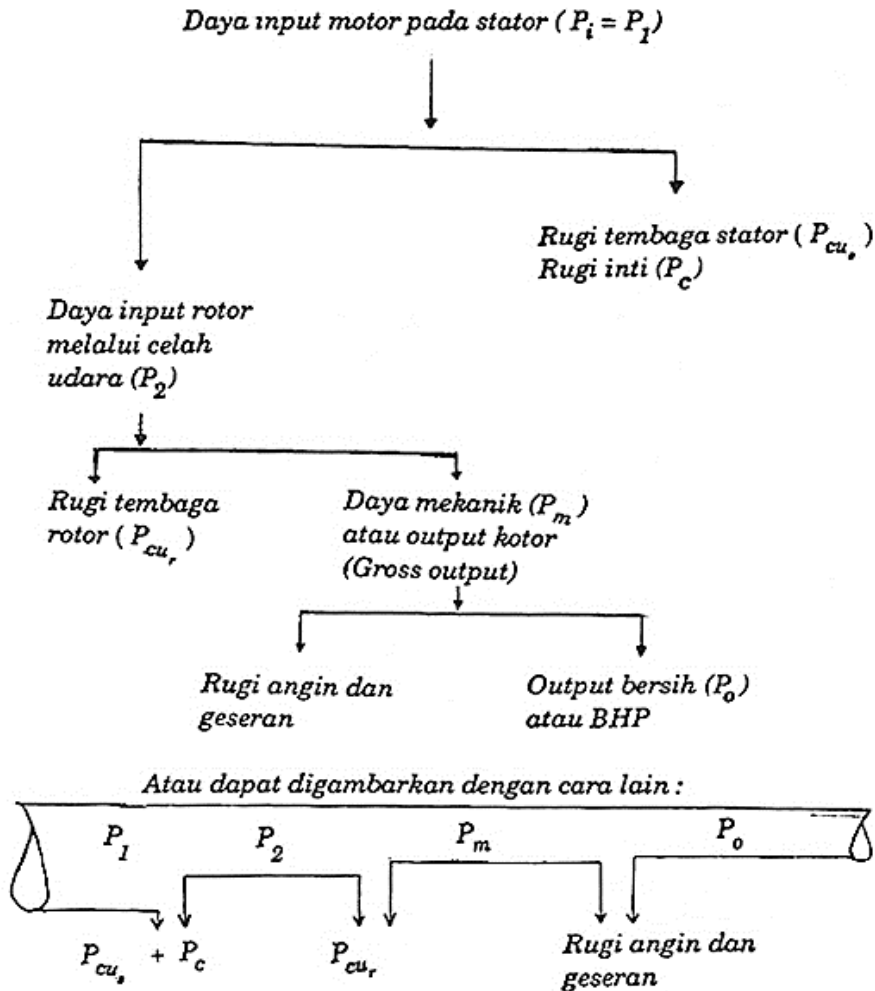 Daya input motor pada stator ( P_i = P_1 )
Rugi tembaga stator ( P_cu_s )
Rugi inti (P_c)
Daya input rotor
melalui celah
udara (P_2)
Rugi tembaga
rotor ( P_cu_r )
Daya mekanik (P_m )
atau output kotor
(Gross output)
Rugi angin dan
geseran
Output bersih (P_o )
atau BHP
Atau dapat digambarkan dengan cara lain :
P_1 P_2 P_m P_o
P_cu_s + P_c P_cu_r Rugi angin dan
geseran